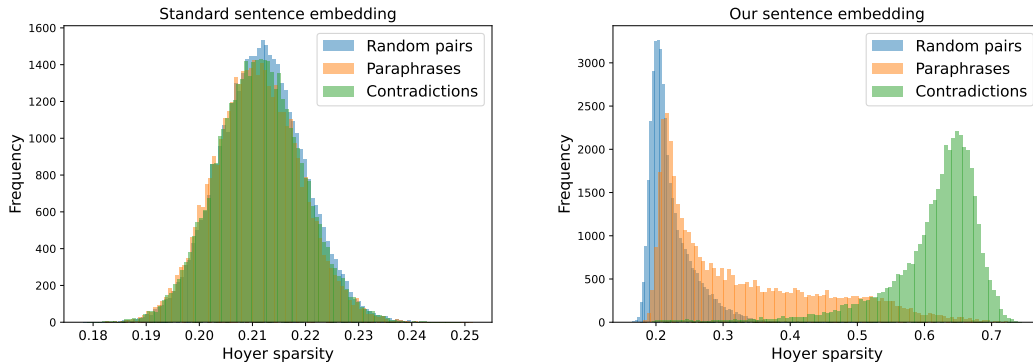 Standard sentence embedding
1600
1400
1200
1000
800
600
400
200
0
Frequency
Random pairs
Paraphrases
Contradictions
0.18 0.19 0.20 0.21 0.22 0.23 0.24 0.25
Hoyer sparsity
Our sentence embedding
3000
2500
2000
1500
1000
500
0
Frequency
Random pairs
Paraphrases
Contradictions
0.2 0.3 0.4 0.5 0.6 0.7
Hoyer sparsity